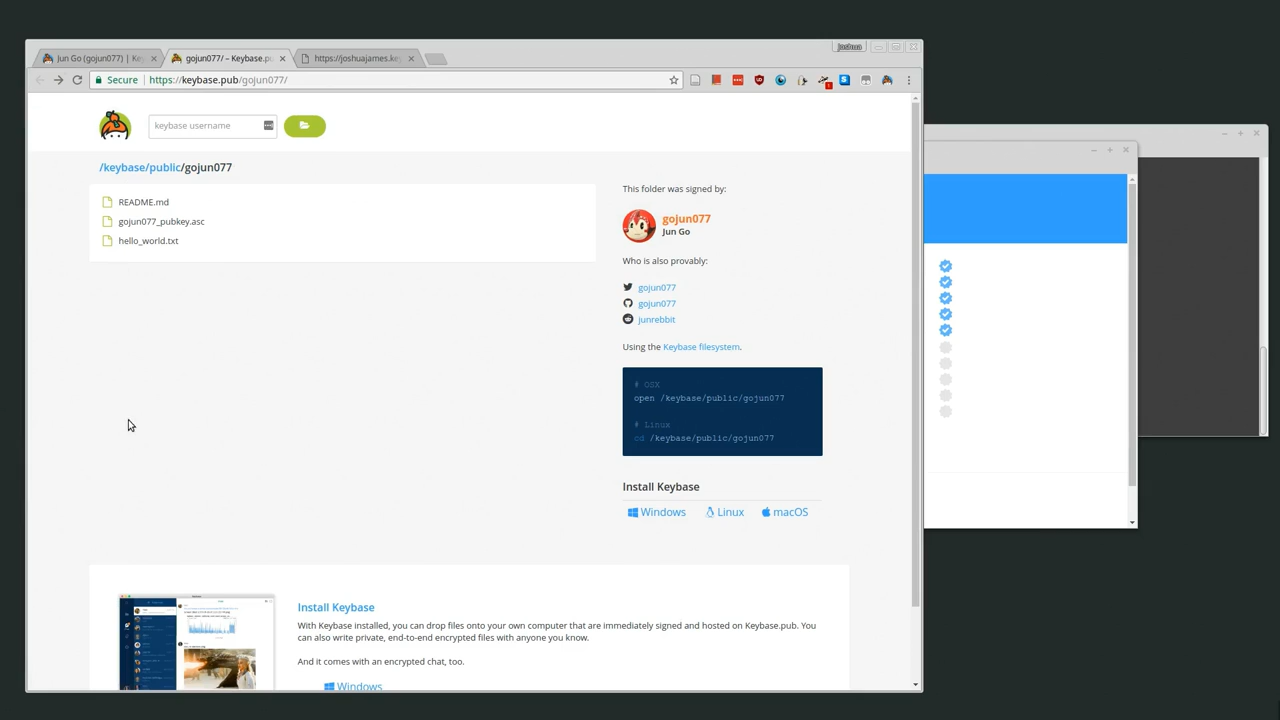 joshua
Jun Go (gojun077) | Ke
gojun077/ – Keybase.pu
https://joshuajames.key
Secure
https://keybase.pub/gojun077/
keybase username
/keybase/public/gojun077
README.md
gojun077_pubkey.asc
hello_world.txt
This folder was signed by:
gojun077
Jun Go
Who is also provably:
gojun077
gojun077
junrebbit
Using the Keybase filesystem.
# OSX
open /keybase/public/gojun077
# Linux
cd /keybase/public/gojun077
Install Keybase
Windows Linux macOS
Install Keybase
With Keybase installed, you can drop files onto your own computer that are immediately signed and hosted on Keybase.pub. You
can also write private, end-to-end encrypted files with anyone you know.
And it comes with an encrypted chat, too.
Windows